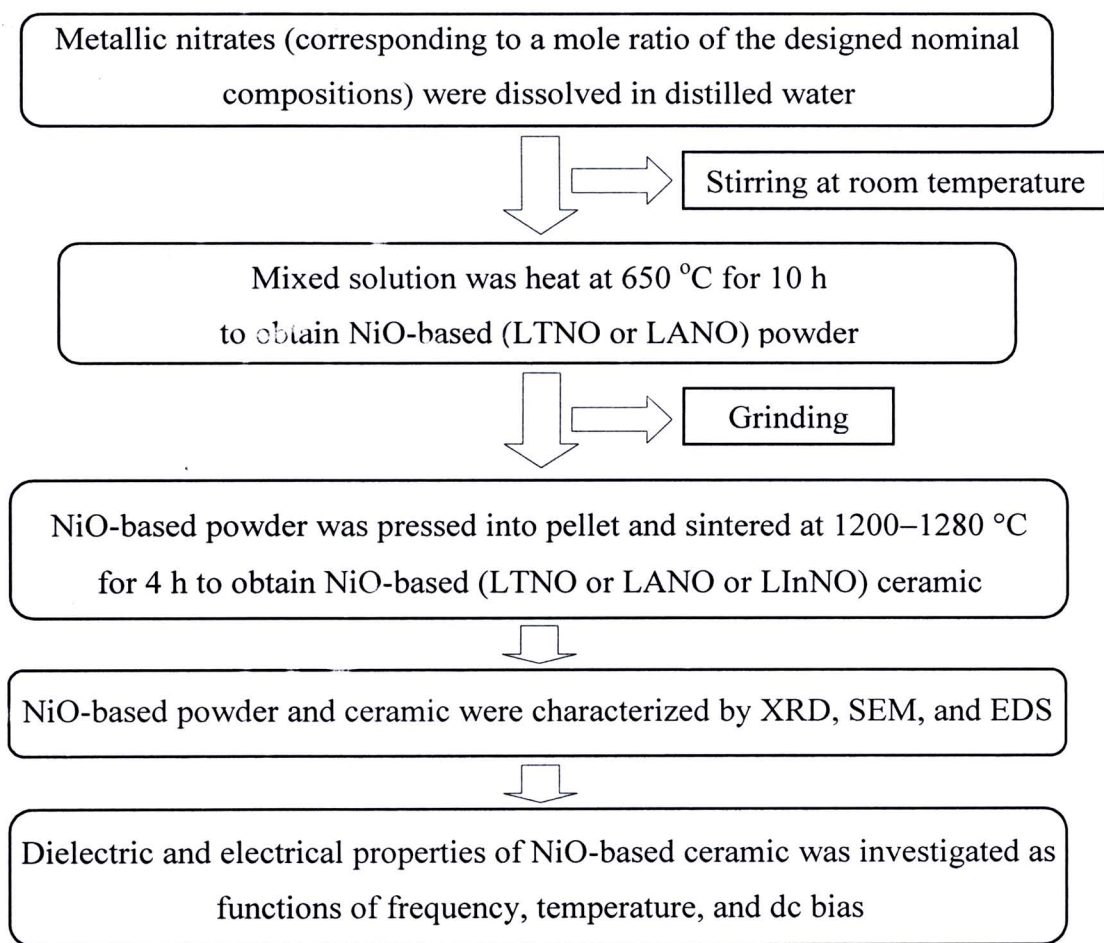 Metallic nitrates (corresponding to a mole ratio of the designed nominal
compositions) were dissolved in distilled water
Stirring at room temperature
Mixed solution was heat at 650 °C for 10 h
to obtain NiO-based (LTNO or LANO) powder
Grinding
NiO-based powder was pressed into pellet and sintered at 1200–1280 °C
for 4 h to obtain NiO-based (LTNO or LANO or LInNO) ceramic
NiO-based powder and ceramic were characterized by XRD, SEM, and EDS
Dielectric and electrical properties of NiO-based ceramic was investigated as
functions of frequency, temperature, and dc bias